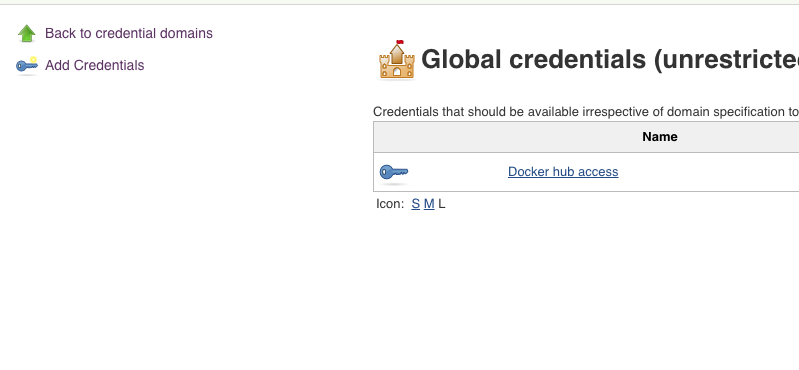 Back to credential domains
Add Credentials
Global credentials (unrestricte
Credentials that should be available irrespective of domain specification to
Name
Docker hub access
Icon: S M L